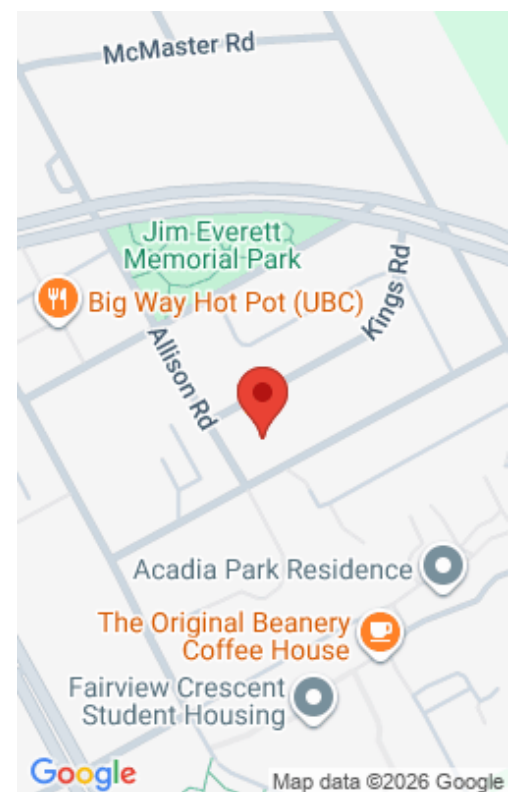 McMaster Rd
Jim Everett
Memorial Park
Big Way Hot Pot (UBC)
Kings Rd
Allison Rd
Acadia Park Residence
The Original Beanery
Coffee House
Fairview Crescent
Student Housing
Google
Map data ©2026 Google